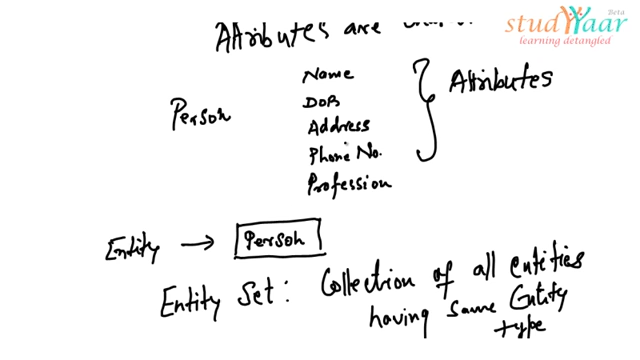 Beta
studYaar
learning detangled
Attributes are
Name
DOB
Person
Address
Attributes
Phone No.
Profession
Entity → Person
Entity Set: Collection of all entities
having same Entity
type